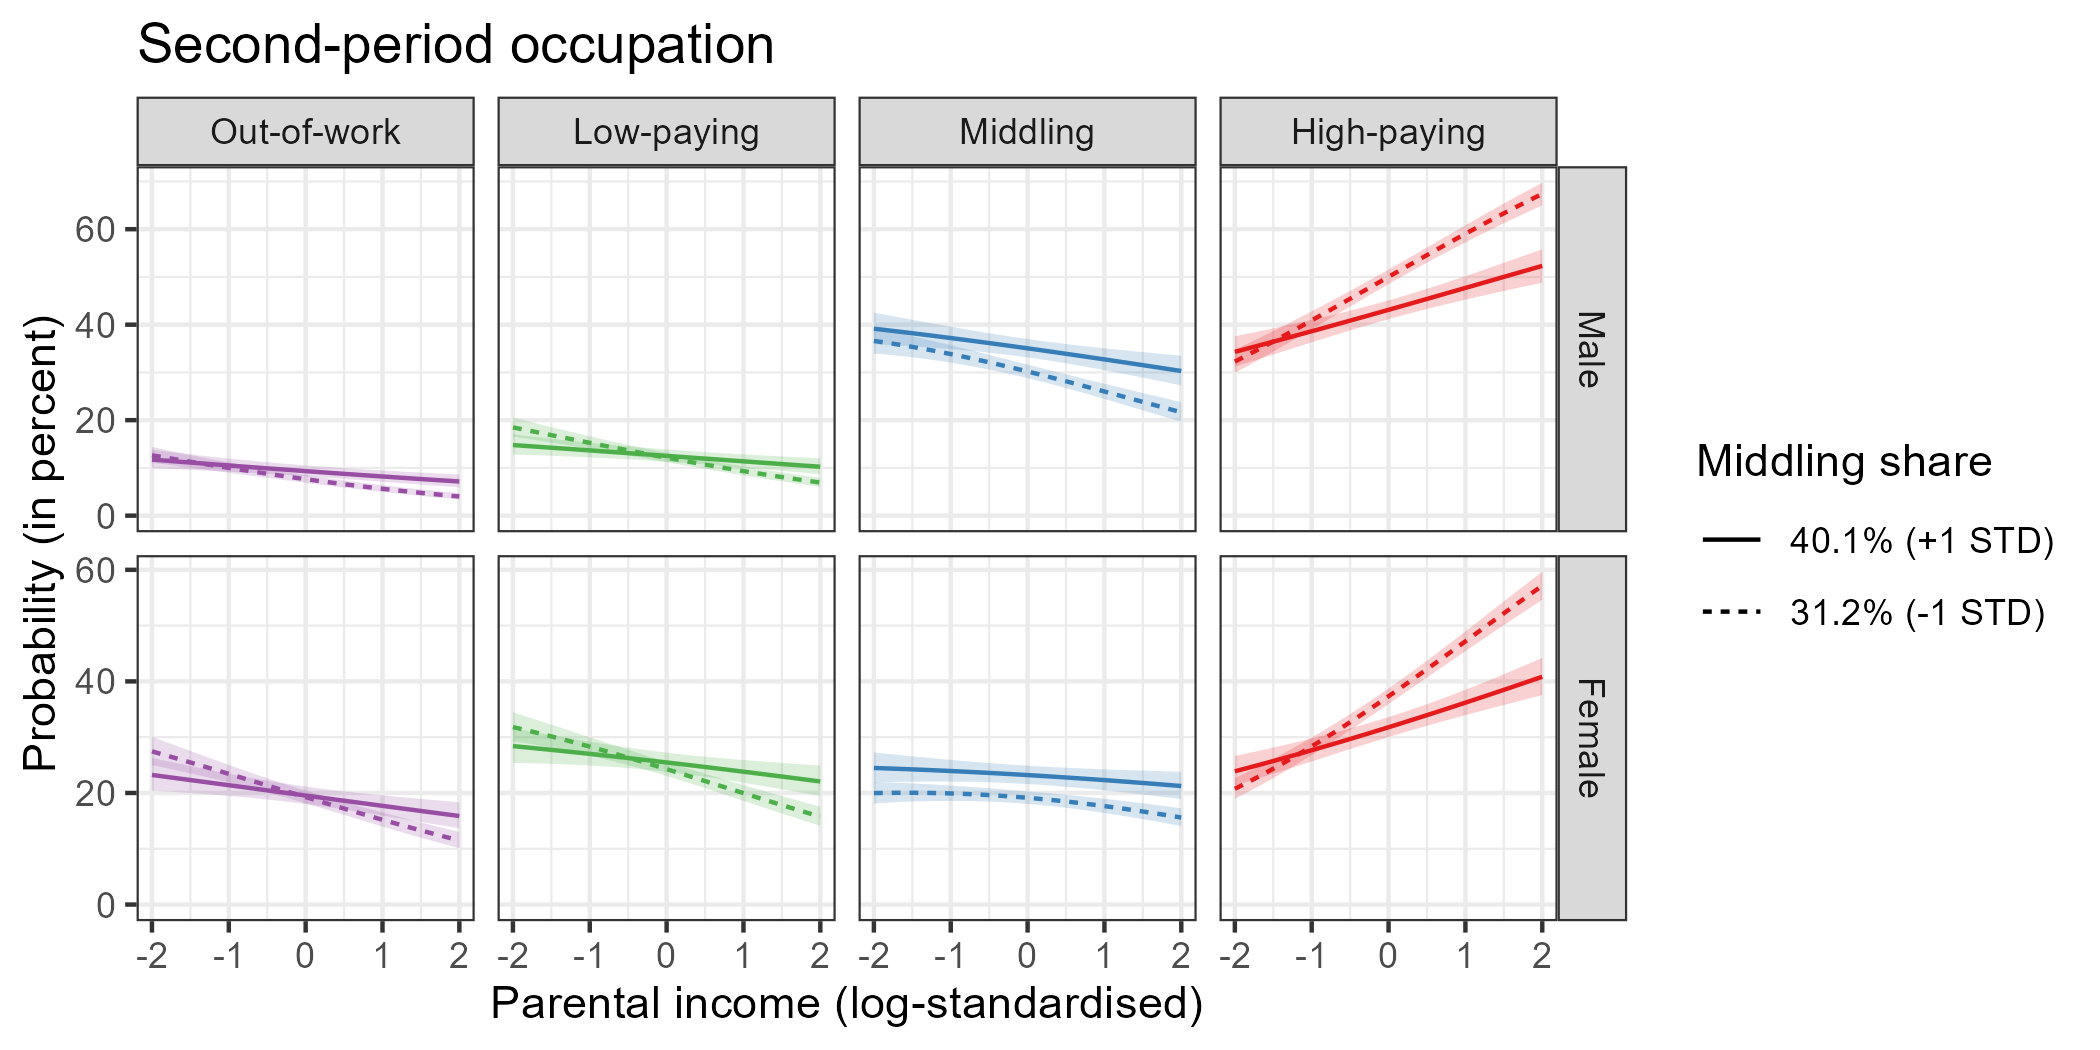 Second-period occupation
Out-of-work Low-paying Middling High-paying
Probability (in percent)
60
40
20
0
Male
60
40
20
0
Female
-2 -1 0 1 2 -2 -1 0 1 2 -2 -1 0 1 2 -2 -1 0 1 2
Parental income (log-standardised)
Middling share
40.1% (+1 STD)
31.2% (-1 STD)